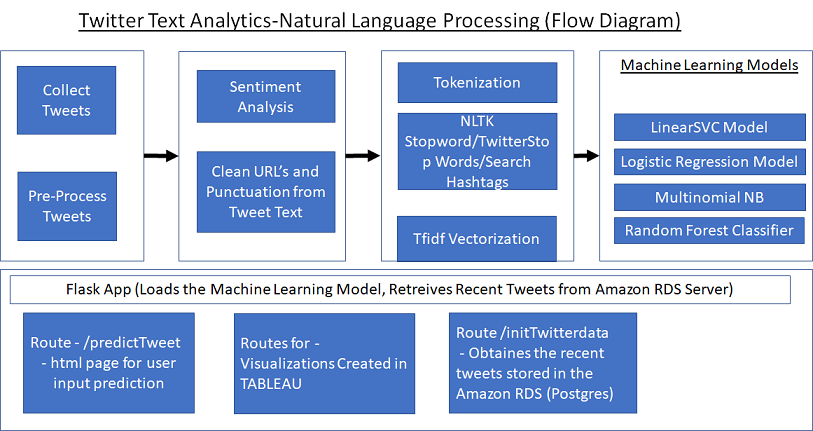 Twitter Text Analytics-Natural Language Processing (Flow Diagram)
Collect
Tweets
Pre-Process
Tweets
Sentiment
Analysis
Clean URL's and
Punctuation from
Tweet Text
Tokenization
NLTK
Stopword/TwitterSto
p Words/Search
Hashtags
Tfidf Vectorization
Machine Learning Models
LinearSVC Model
Logistic Regression Model
Multinomial NB
Random Forest Classifier
Flask App (Loads the Machine Learning Model, Retreives Recent Tweets from Amazon RDS Server)
Route - /predictTweet
- html page for user
input prediction
Routes for -
Visualizations Created in
TABLEAU
Route /initTwitterdata
- Obtaines the recent
tweets stored in the
Amazon RDS (Postgres)